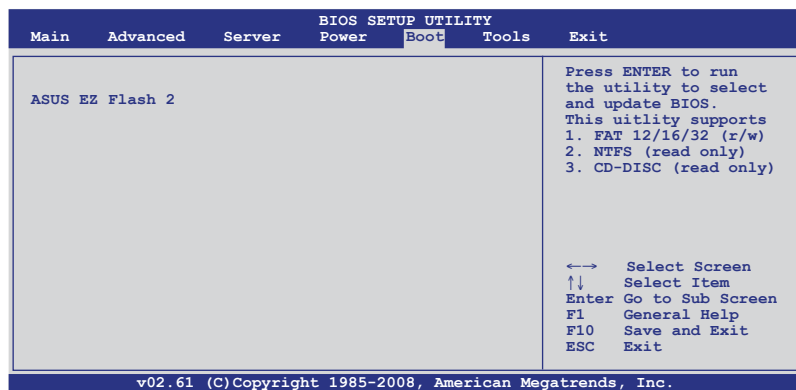 BIOS SETUP UTILITY
Main Advanced Server Power Boot Tools Exit
ASUS EZ Flash 2
Press ENTER to run
the utility to select
and update BIOS.
This uitlity supports
1. FAT 12/16/32 (r/w)
2. NTFS (read only)
3. CD-DISC (read only)
←→ Select Screen
↑↓ Select Item
Enter Go to Sub Screen
F1 General Help
F10 Save and Exit
ESC Exit
v02.61 (C)Copyright 1985-2008, American Megatrends, Inc.